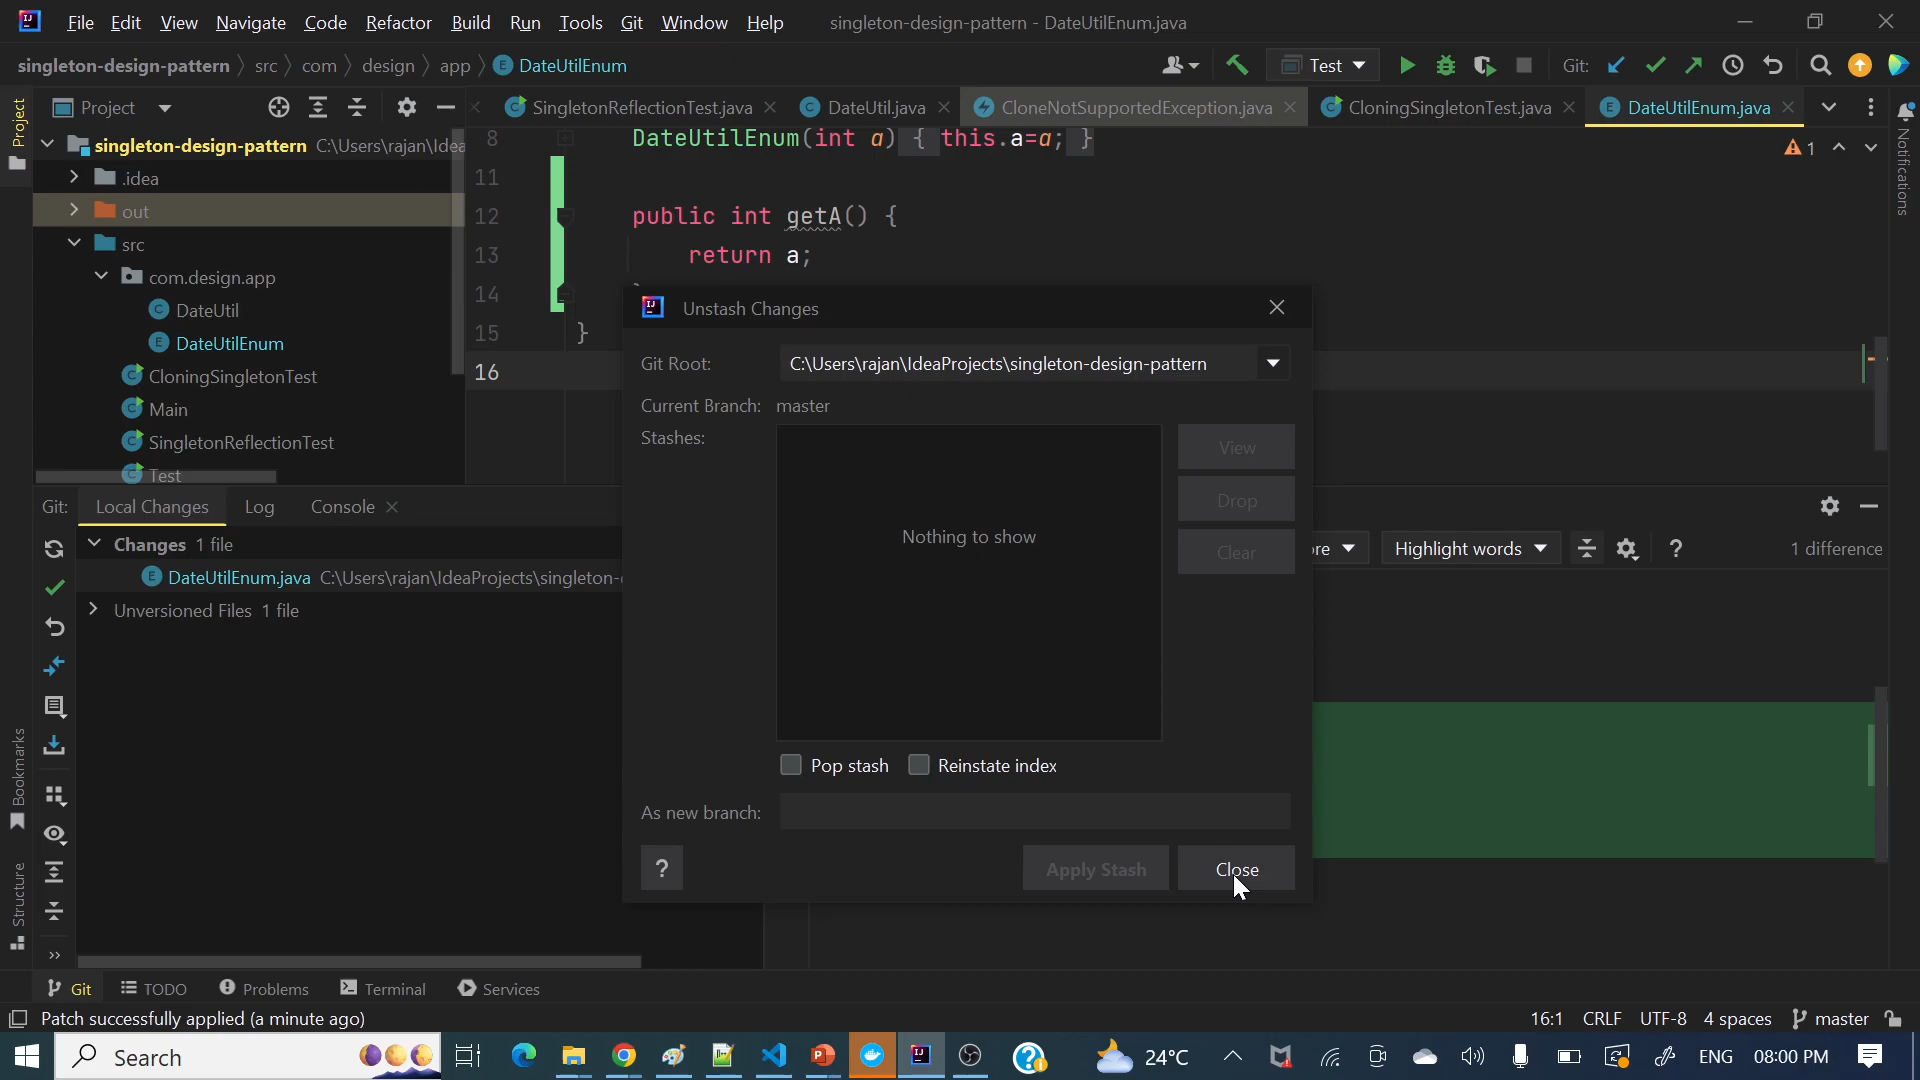 File Edit View Navigate Code Refactor Build Run Tools Git Window Help singleton-design-pattern - DateUtilEnum.java
singleton-design-pattern src com design app DateUtilEnum Test Git:
Project SingletonReflectionTest.java DateUtil.java CloneNotSupportedException.java CloningSingletonTest.java DateUtilEnum.java
Project
Notifications
singleton-design-pattern C:\Users\rajan\Idea
.idea
out
src
com.design.app
DateUtil
DateUtilEnum
CloningSingletonTest
Main
SingletonReflectionTest
Test
8 DateUtilEnum(int a) { this.a=a; }
1
11
12 public int getA() {
13 return a;
14
15 }
16
Unstash Changes
Git Root: C:\Users\rajan\IdeaProjects\singleton-design-pattern
Current Branch: master
Stashes:
Nothing to show
View
Drop
Clear
Pop stash Reinstate index
As new branch:
? Apply Stash Close
Git: Local Changes Log Console
Changes 1 file
DateUtilEnum.java C:\Users\rajan\IdeaProjects\singleton-
Unversioned Files 1 file
re Highlight words ? 1 difference
Bookmarks
Structure
Git TODO Problems Terminal Services
Patch successfully applied (a minute ago) 16:1 CRLF UTF-8 4 spaces master
Search 24°C ENG 08:00 PM